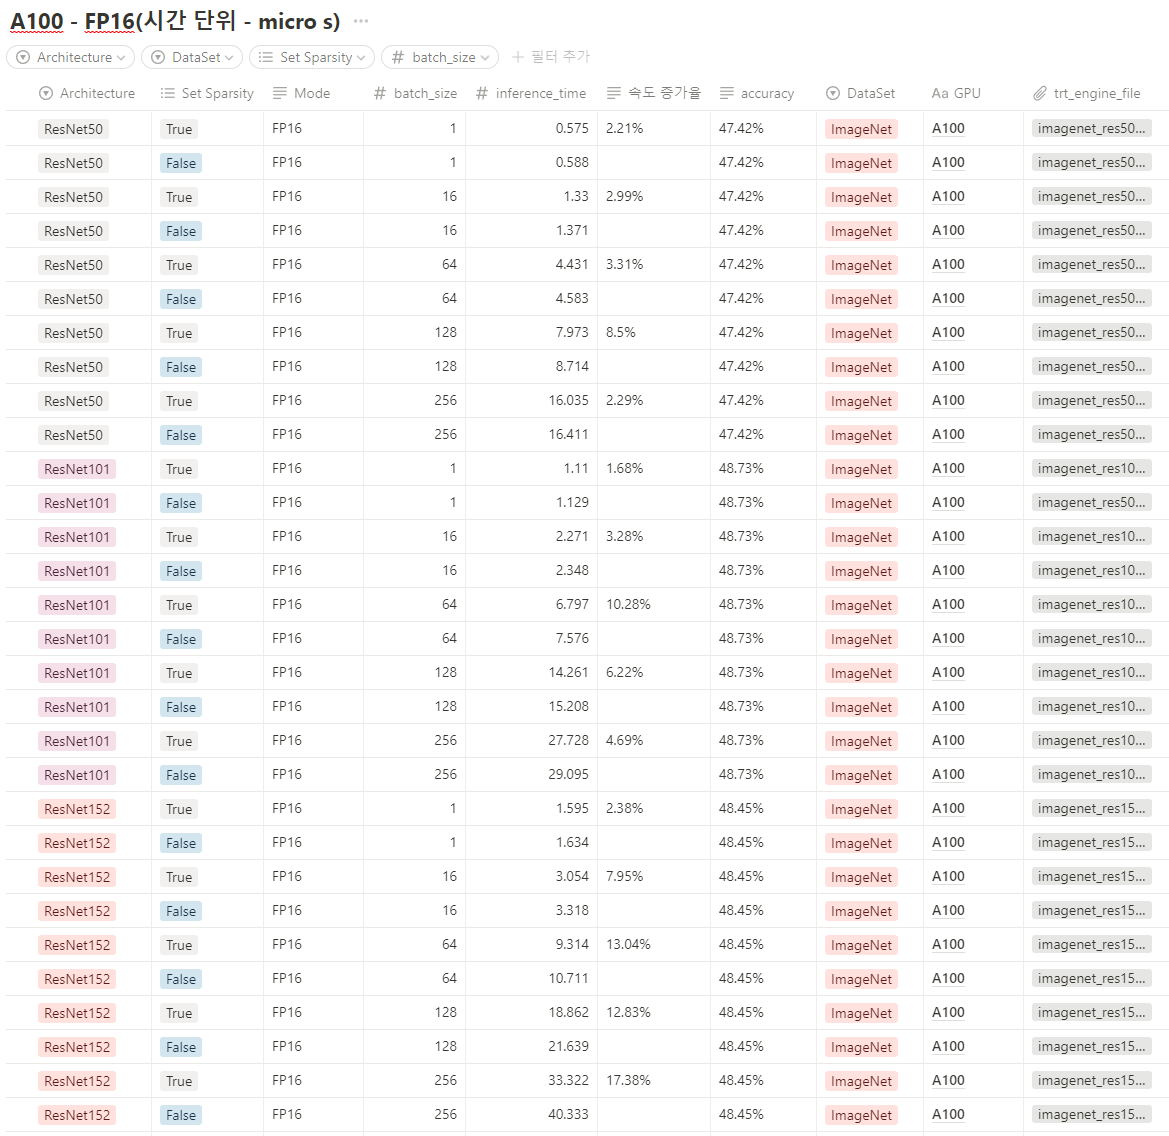 A100 - FP16(시간 단위 - micro s) ···
Architecture DataSet Set Sparsity # batch_size + 필터 추가
Architecture Set Sparsity Mode # batch_size # inference_time 속도 증가율 accuracy DataSet Aa GPU trt_engine_file
ResNet50 True FP16 1 0.575 2.21% 47.42% ImageNet A100 imagenet_res50...
ResNet50 False FP16 1 0.588 47.42% ImageNet A100 imagenet_res50...
ResNet50 True FP16 16 1.33 2.99% 47.42% ImageNet A100 imagenet_res50...
ResNet50 False FP16 16 1.371 47.42% ImageNet A100 imagenet_res50...
ResNet50 True FP16 64 4.431 3.31% 47.42% ImageNet A100 imagenet_res50...
ResNet50 False FP16 64 4.583 47.42% ImageNet A100 imagenet_res50...
ResNet50 True FP16 128 7.973 8.5% 47.42% ImageNet A100 imagenet_res50...
ResNet50 False FP16 128 8.714 47.42% ImageNet A100 imagenet_res50...
ResNet50 True FP16 256 16.035 2.29% 47.42% ImageNet A100 imagenet_res50...
ResNet50 False FP16 256 16.411 47.42% ImageNet A100 imagenet_res50...
ResNet101 True FP16 1 1.11 1.68% 48.73% ImageNet A100 imagenet_res10...
ResNet101 False FP16 1 1.129 48.73% ImageNet A100 imagenet_res50...
ResNet101 True FP16 16 2.271 3.28% 48.73% ImageNet A100 imagenet_res10...
ResNet101 False FP16 16 2.348 48.73% ImageNet A100 imagenet_res10...
ResNet101 True FP16 64 6.797 10.28% 48.73% ImageNet A100 imagenet_res10...
ResNet101 False FP16 64 7.576 48.73% ImageNet A100 imagenet_res10...
ResNet101 True FP16 128 14.261 6.22% 48.73% ImageNet A100 imagenet_res10...
ResNet101 False FP16 128 15.208 48.73% ImageNet A100 imagenet_res10...
ResNet101 True FP16 256 27.728 4.69% 48.73% ImageNet A100 imagenet_res10...
ResNet101 False FP16 256 29.095 48.73% ImageNet A100 imagenet_res10...
ResNet152 True FP16 1 1.595 2.38% 48.45% ImageNet A100 imagenet_res15...
ResNet152 False FP16 1 1.634 48.45% ImageNet A100 imagenet_res15...
ResNet152 True FP16 16 3.054 7.95% 48.45% ImageNet A100 imagenet_res15...
ResNet152 False FP16 16 3.318 48.45% ImageNet A100 imagenet_res15...
ResNet152 True FP16 64 9.314 13.04% 48.45% ImageNet A100 imagenet_res15...
ResNet152 False FP16 64 10.711 48.45% ImageNet A100 imagenet_res15...
ResNet152 True FP16 128 18.862 12.83% 48.45% ImageNet A100 imagenet_res15...
ResNet152 False FP16 128 21.639 48.45% ImageNet A100 imagenet_res15...
ResNet152 True FP16 256 33.322 17.38% 48.45% ImageNet A100 imagenet_res15...
ResNet152 False FP16 256 40.333 48.45% ImageNet A100 imagenet_res15...